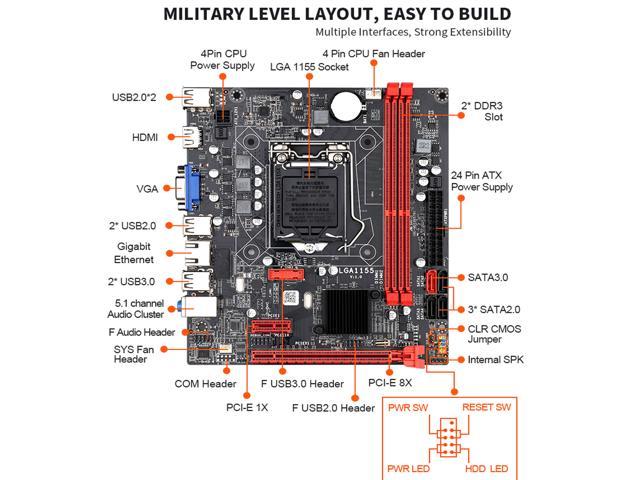 MILITARY LEVEL LAYOUT, EASY TO BUILD
Multiple Interfaces, Strong Extensibility
4Pin CPU
Power Supply
LGA 1155 Socket
4 Pin CPU Fan Header
USB2.0*2
2* DDR3
Slot
HDMI
VGA
24 Pin ATX
Power Supply
2* USB2.0
Gigabit
Ethernet
LGA1155
V:1.0
SATA3.0
2* USB3.0
5.1 channel
Audio Cluster
3* SATA2.0
F Audio Header
CLR CMOS
Jumper
SYS Fan
Header
Internal SPK
COM Header
F USB3.0 Header
PCI-E 8X
PCI-E 1X
F USB2.0 Header
PWR SW
RESET SW
PWR LED
HDD LED